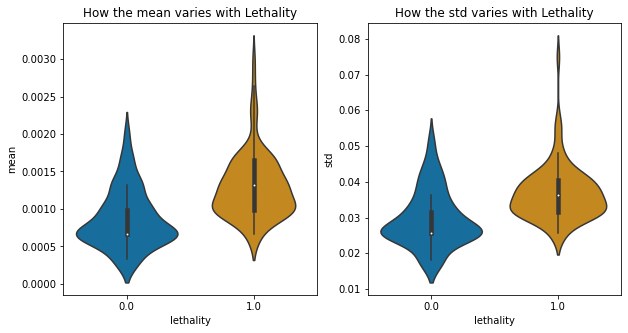 How the mean varies with Lethality
mean
0.0030
0.0025
0.0020
0.0015
0.0010
0.0005
0.0000
0.0 1.0
lethality
How the std varies with Lethality
std
0.08
0.07
0.06
0.05
0.04
0.03
0.02
0.01
0.0 1.0
lethality